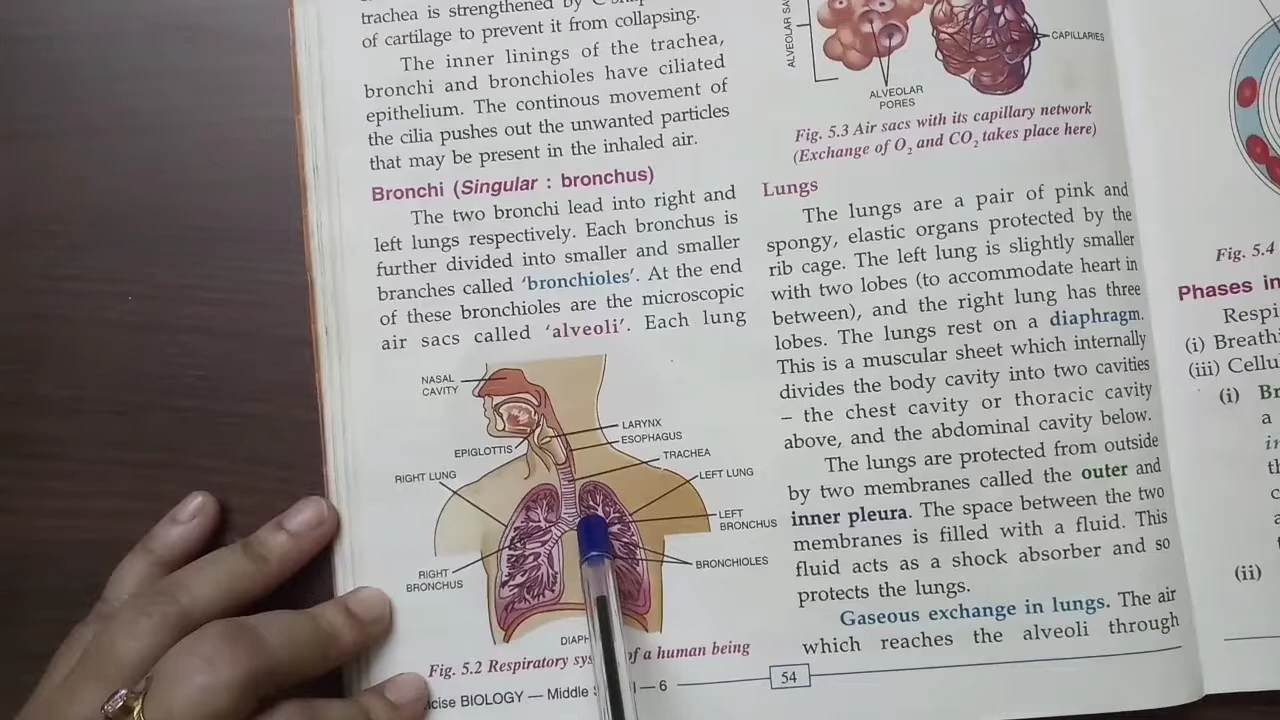 trachea is strengthened by
of cartilage to prevent it from collapsing.
The inner linings of the trachea,
bronchi and bronchioles have ciliated
epithelium. The continous movement of
the cilia pushes out the unwanted particles
that may be present in the inhaled air.
Bronchi (Singular : bronchus)
The two bronchi lead into right and
left lungs respectively. Each bronchus is
further divided into smaller and smaller
branches called 'bronchioles'. At the end
of these bronchioles are the microscopic
air sacs called 'alveoli'. Each lung
NASAL
CAVITY
LARYNX
ESOPHAGUS
EPIGLOTTIS
TRACHEA
RIGHT LUNG
LEFT LUNG
LEFT
BRONCHUS
BRONCHIOLES
RIGHT
BRONCHUS
Fig. 5.2 Respiratory of a human being
BIOLOGY — Middle — 6
54
ALVEOLAR
CAPILLARIES
ALVEOLAR
PORES
Fig. 5.3 Air sacs with its capillary network
(Exchange of O₂ and CO₂ takes place here)
Lungs
The lungs are a pair of pink and
spongy, elastic organs protected by the
rib cage. The left lung is slightly smaller
with two lobes (to accommodate heart in
between), and the right lung has three
lobes. The lungs rest on a diaphragm.
This is a muscular sheet which internally
divides the body cavity into two cavities
– the chest cavity or thoracic cavity
above, and the abdominal cavity below.
The lungs are protected from outside
by two membranes called the outer and
inner pleura. The space between the two
membranes is filled with a fluid. This
fluid acts as a shock absorber and so
protects the lungs.
Gaseous exchange in lungs. The air
which reaches the alveoli through
Fig. 5.4
Phases in
(i)
(iii)
(i)
a
(ii)